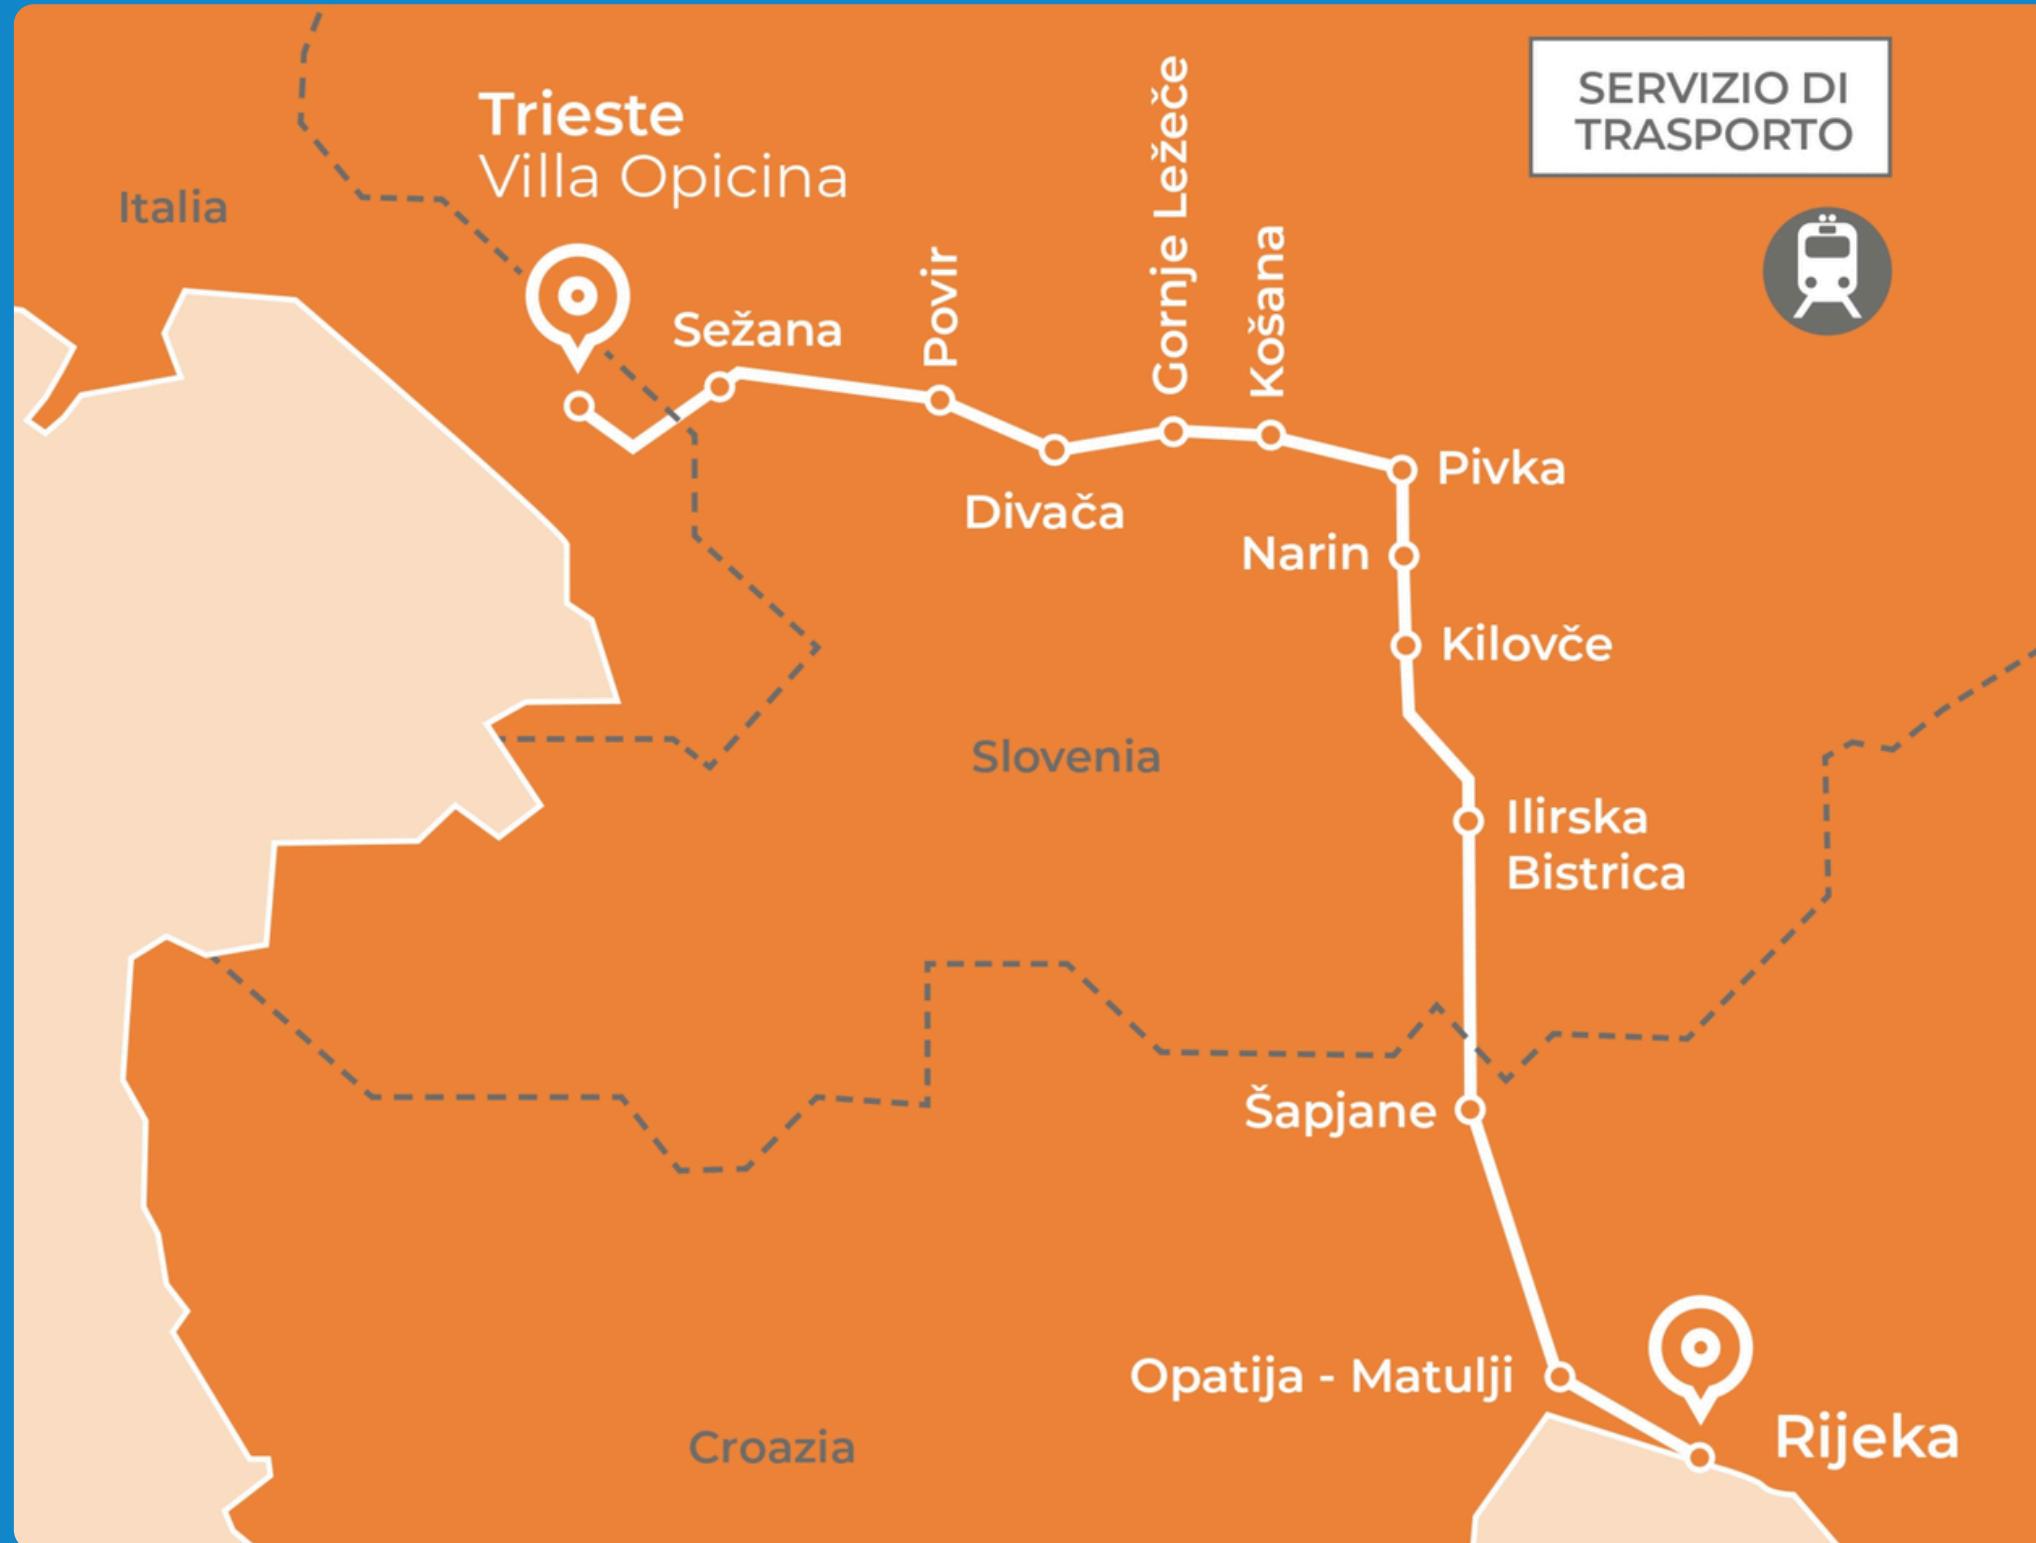 SERVIZIO DI
TRASPORTO
Trieste
Villa Opicina
Italia
Sežana
Povir
Divača
Gornje Ležeče
Košana
Pivka
Narin
Kilovče
Slovenia
Ilirska
Bistrica
Šapjane
Opatija - Matulji
Rijeka
Croazia